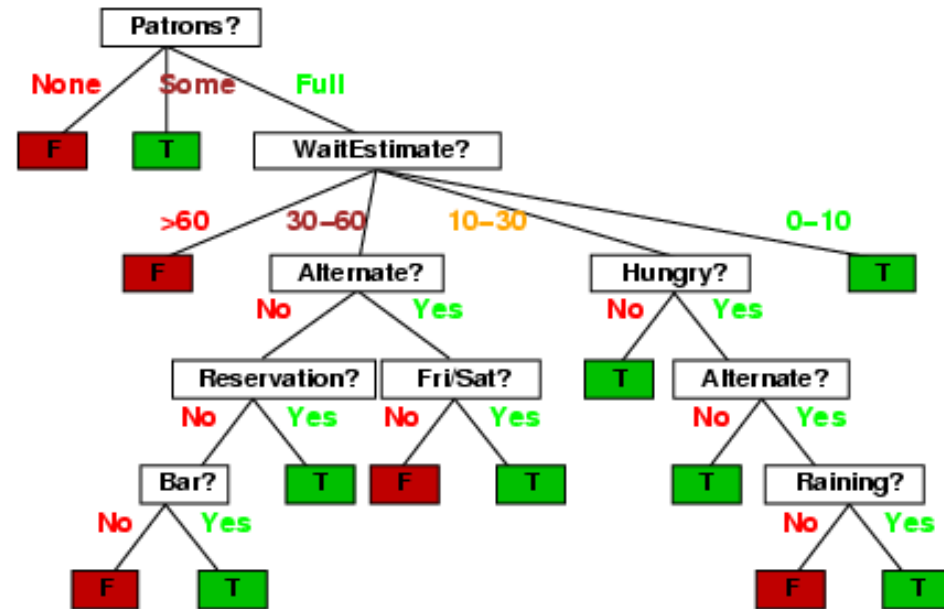 Patrons?
None Some Full
F T WaitEstimate?
>60 30–60 10–30 0–10
F Alternate? Hungry? T
No Yes No Yes
Reservation? Fri/Sat? T Alternate?
No Yes No Yes No Yes
Bar? T F T T Raining?
No Yes No Yes
F T F T